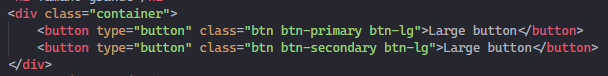 <div class="container">
<button type="button" class="btn btn-primary btn-lg">Large button</button>
<button type="button" class="btn btn-secondary btn-lg">Large button</button>
</div>